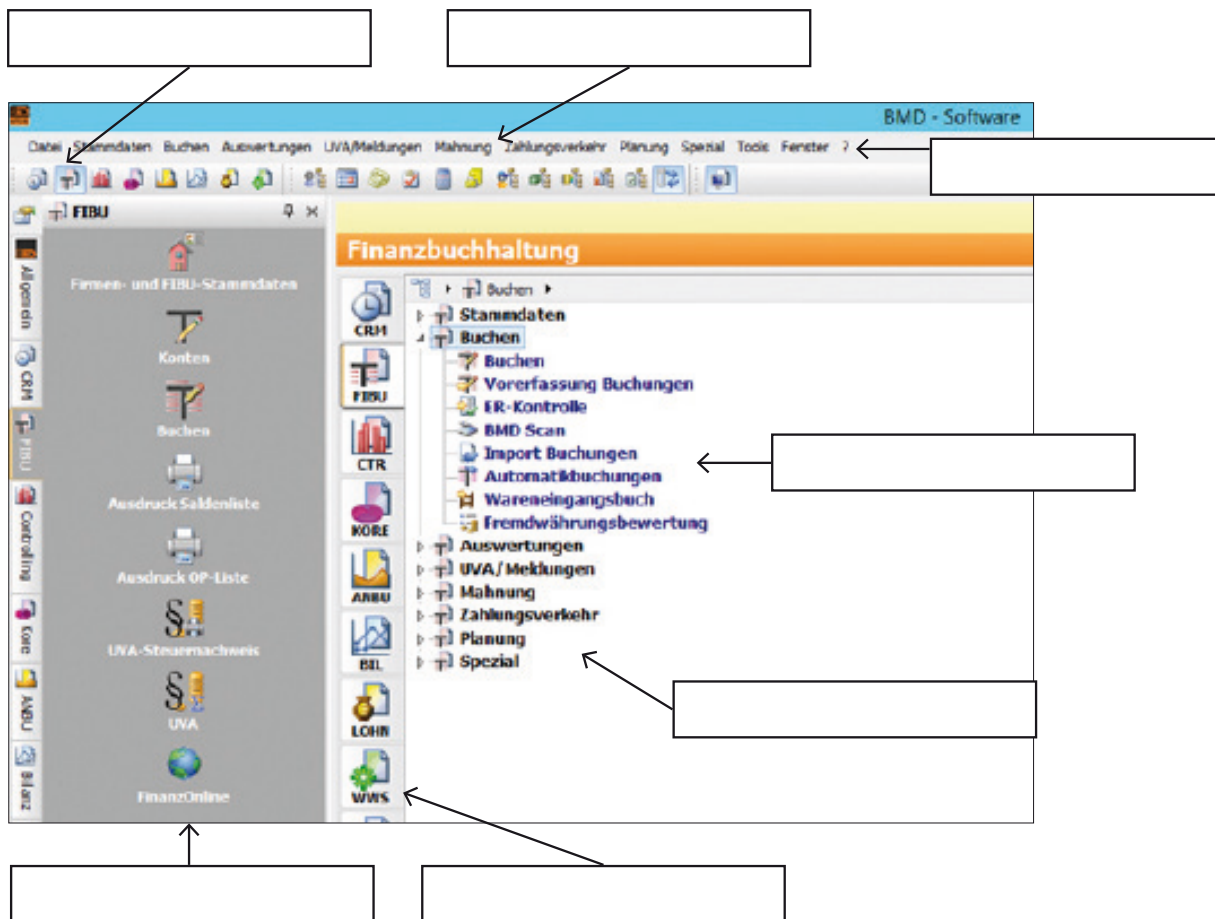 BMD - Software
Datei Stammdaten Buchen Auswertungen UVA/Meldungen Mahnung Zahlungsverkehr Planung Spezial Tools Fenster ?
FIBU
Allgemein
CRM
FIBU
Controlling
Kore
ANBU
Bilanz
Firmen- und FIBU-Stammdaten
Konten
Buchen
Ausdruck Saldenliste
Ausdruck OP-Liste
UVA-Steuernachweis
UVA
FinanzOnline
Finanzbuchhaltung
CRM
FIBU
CTR
KORE
ANBU
BIL
LOHN
WWS
Buchen
Stammdaten
Buchen
Buchen
Vorerfassung Buchungen
ER-Kontrolle
BMD Scan
Import Buchungen
Automatikbuchungen
Wareneingangsbuch
Fremdwährungsbewertung
Auswertungen
UVA/Meldungen
Mahnung
Zahlungsverkehr
Planung
Spezial